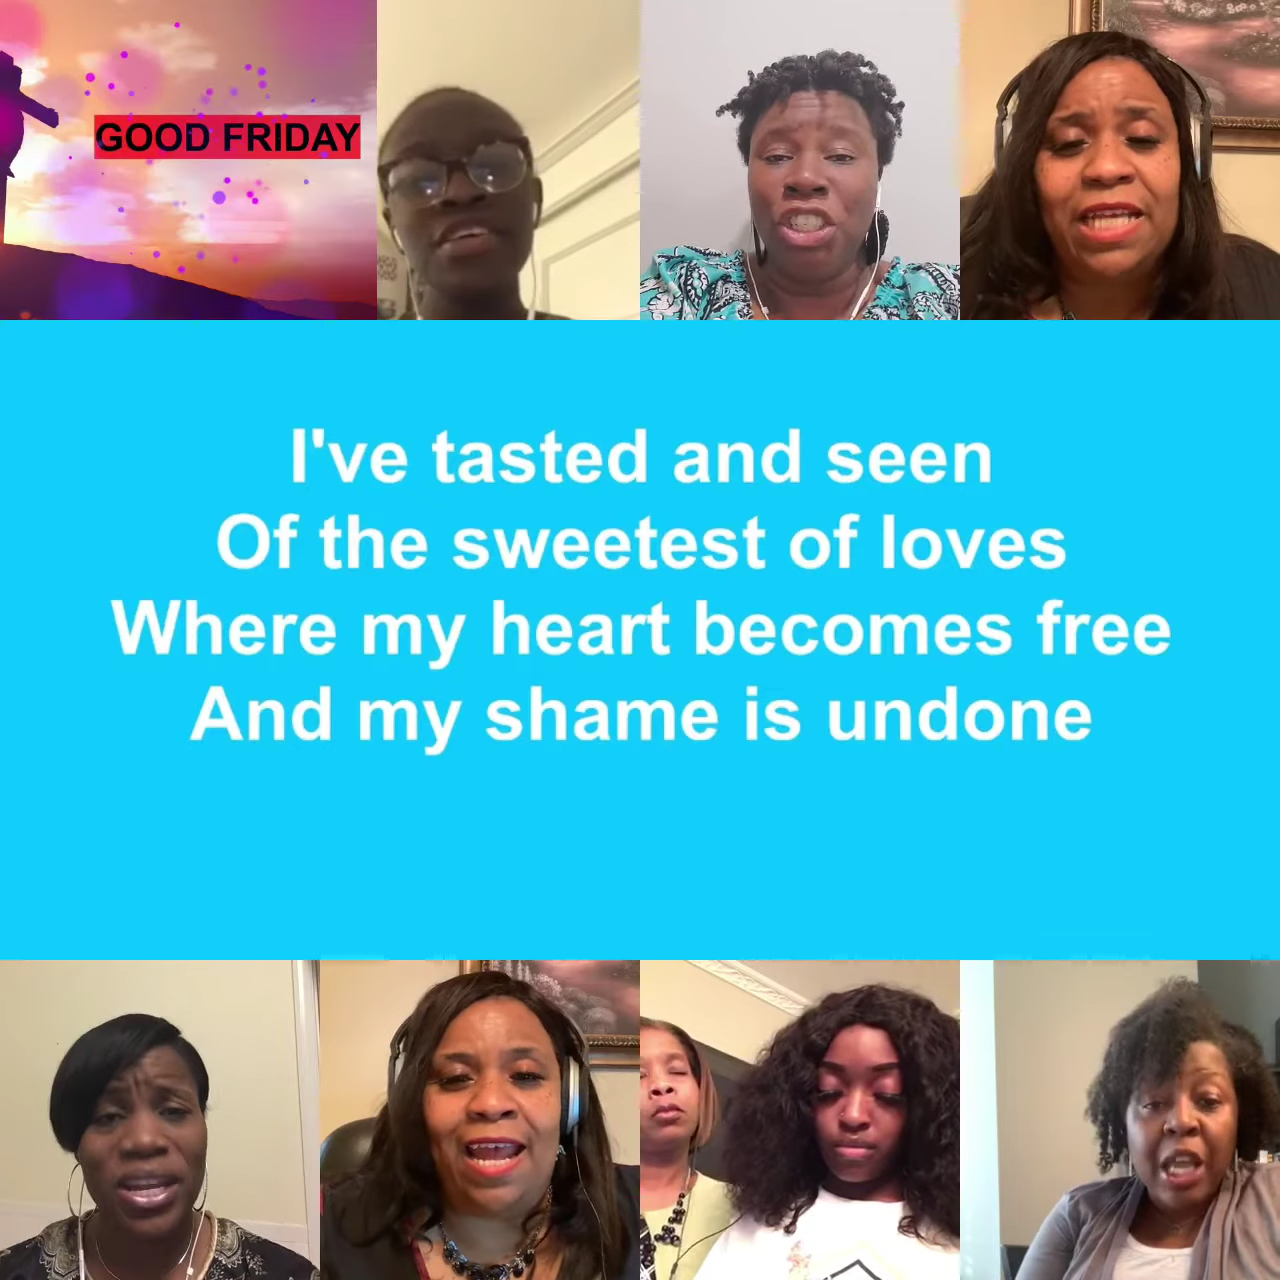 GOOD FRIDAY
I've tasted and seen
Of the sweetest of loves
Where my heart becomes free
And my shame is undone